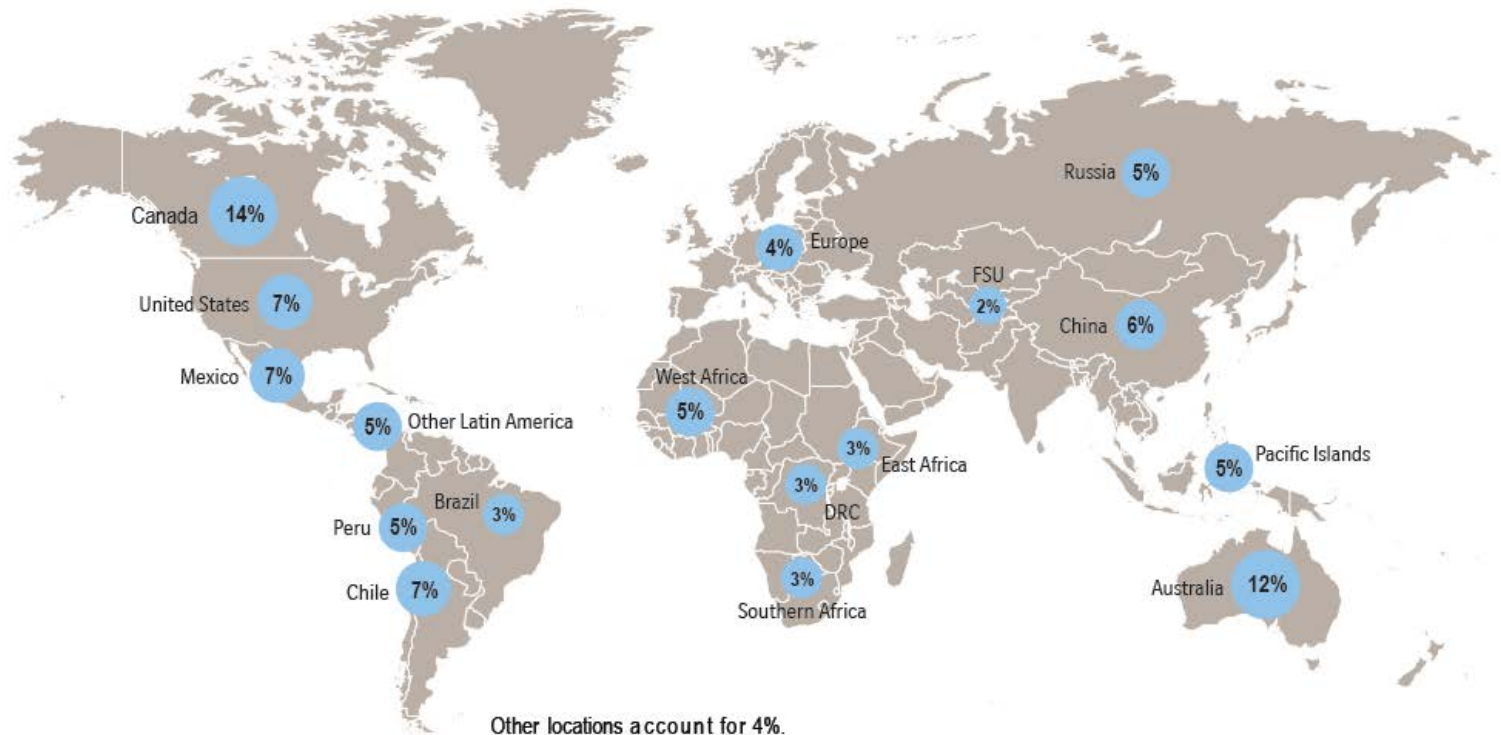 Canada 14%
United States 7%
Mexico 7%
5% Other Latin America
Brazil 3%
Peru 5%
Chile 7%
Russia 5%
4% Europe
FSU
2%
China 6%
West Africa
5%
3%
East Africa
3%
DRC
3%
Southern Africa
5% Pacific Islands
Australia 12%
Other locations account for 4%.